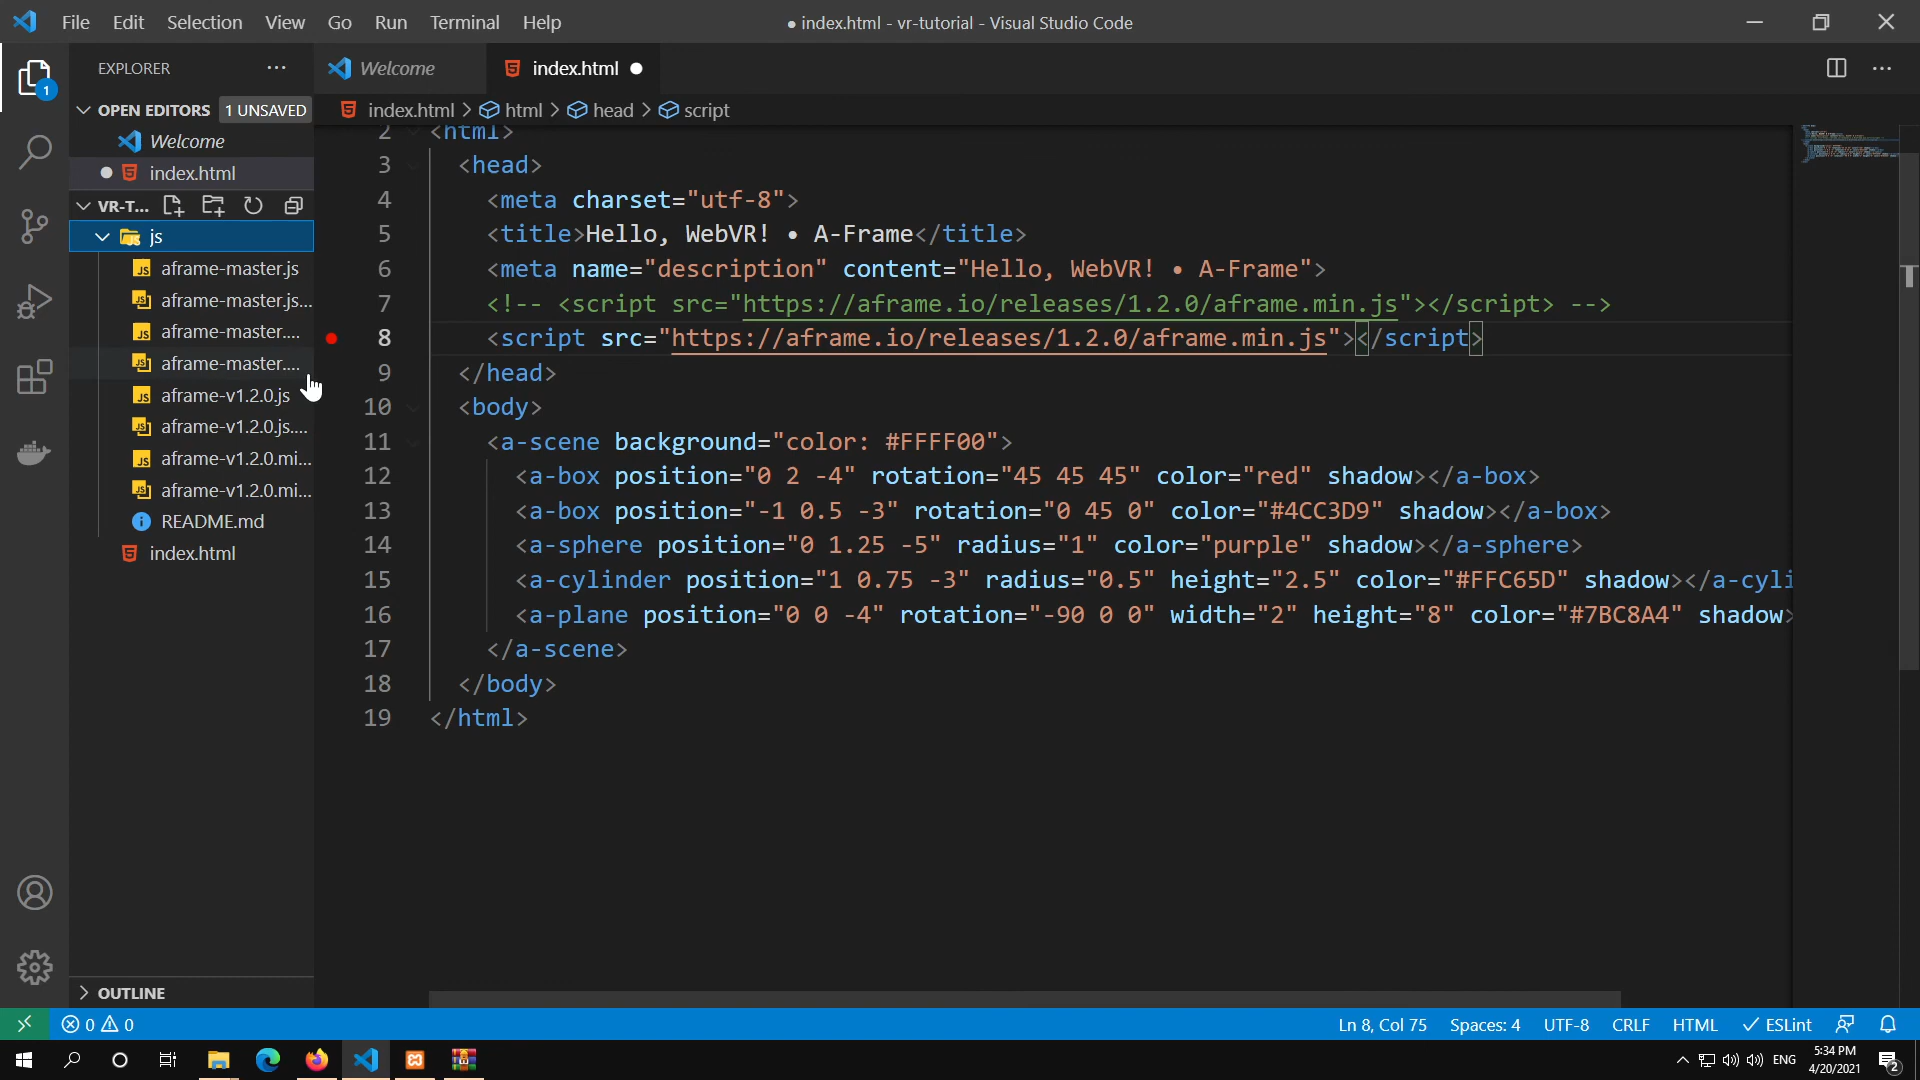 File Edit Selection View Go Run Terminal Help
● index.html - vr-tutorial - Visual Studio Code
EXPLORER ...
Welcome
index.html ●
1
OPEN EDITORS 1 UNSAVED
index.html > html > head > script
Welcome
● index.html
VR-T...
js
aframe-master.js
aframe-master.js...
aframe-master....
aframe-master....
aframe-v1.2.0.js
aframe-v1.2.0.js....
aframe-v1.2.0.mi...
aframe-v1.2.0.mi...
README.md
index.html
OUTLINE
2 <html>
3 <head>
4 <meta charset="utf-8">
5 <title>Hello, WebVR! • A-Frame</title>
6 <meta name="description" content="Hello, WebVR! • A-Frame">
7 <!-- <script src="https://aframe.io/releases/1.2.0/aframe.min.js"></script> -->
8 <script src="https://aframe.io/releases/1.2.0/aframe.min.js"></script>
9 </head>
10 <body>
11 <a-scene background="color: #FFFF00">
12 <a-box position="0 2 -4" rotation="45 45 45" color="red" shadow></a-box>
13 <a-box position="-1 0.5 -3" rotation="0 45 0" color="#4CC3D9" shadow></a-box>
14 <a-sphere position="0 1.25 -5" radius="1" color="purple" shadow></a-sphere>
15 <a-cylinder position="1 0.75 -3" radius="0.5" height="2.5" color="#FFC65D" shadow></a-cyli
16 <a-plane position="0 0 -4" rotation="-90 0 0" width="2" height="8" color="#7BC8A4" shadow>
17 </a-scene>
18 </body>
19 </html>
0 0
Ln 8, Col 75 Spaces: 4 UTF-8 CRLF HTML ESLint
ENG
5:34 PM
4/20/2021
2